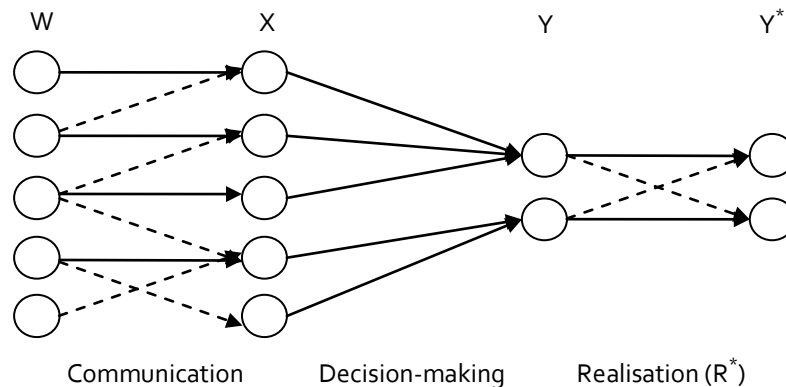 W X Y Y*
Communication Decision-making Realisation (R*)